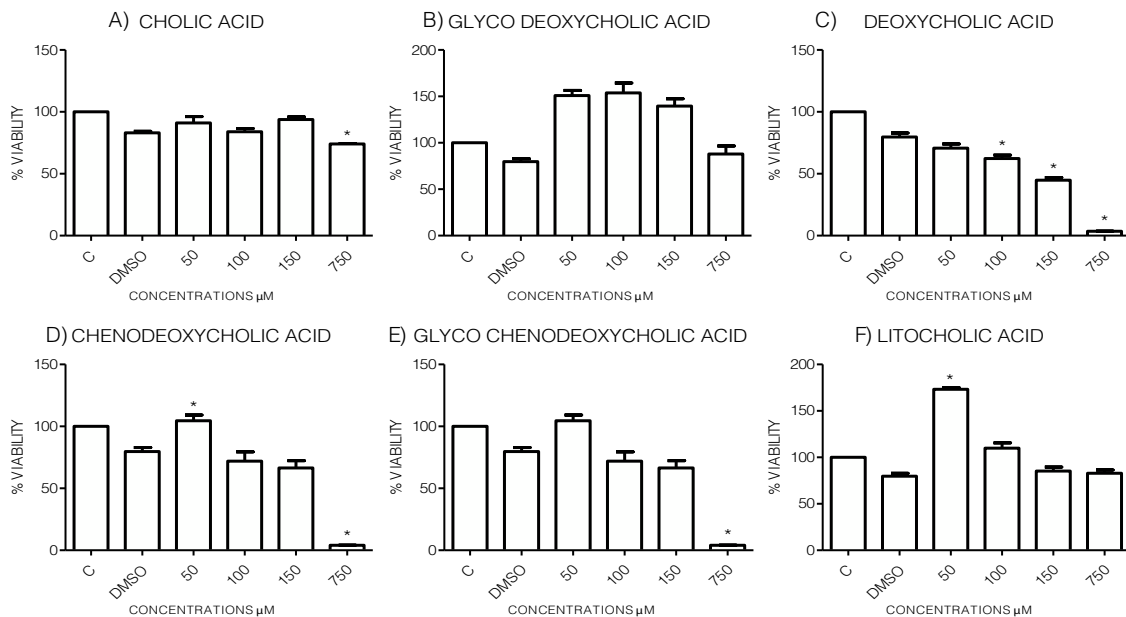 A) CHOLIC ACID
150
100
50
0
% VIABILITY
*
C
DMSO
50
100
150
750
CONCENTRATIONS µM
B) GLYCO DEOXYCHOLIC ACID
200
150
100
50
0
% VIABILITY
C
DMSO
50
100
150
750
CONCENTRATIONS µM
C) DEOXYCHOLIC ACID
150
100
50
0
% VIABILITY
*
*
*
C
DMSO
50
100
150
750
CONCENTRATIONS µM
D) CHENODEOXYCHOLIC ACID
150
100
50
0
% VIABILITY
*
*
C
DMSO
50
100
150
750
CONCENTRATIONS µM
E) GLYCO CHENODEOXYCHOLIC ACID
150
100
50
0
% VIABILITY
*
C
DMSO
50
100
150
750
CONCENTRATIONS µM
F) LITOCHOLIC ACID
200
150
100
50
0
% VIABILITY
*
C
DMSO
50
100
150
750
CONCENTRATIONS µM